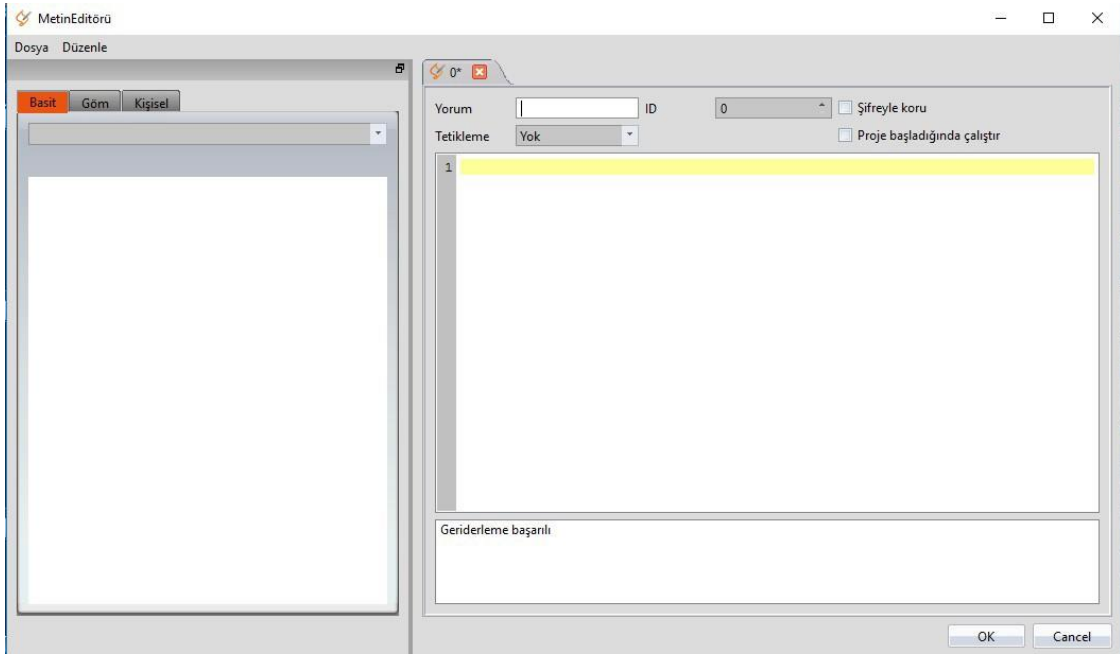 MetinEditörü
Dosya Düzenle
0*
Basit Göm Kişisel
Yorum ID 0 Şifreyle koru
Tetikleme Yok Proje başladığında çalıştır
1
Geriderleme başarılı
OK Cancel